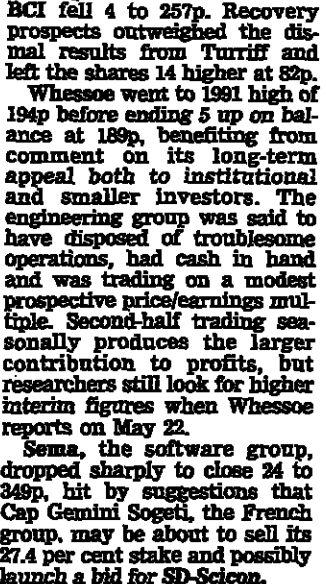 BCI fell 4 to 257p. Recovery
prospects outweighed the dis-
mal results from Turriff and
left the shares 14 higher at 82p.
Whessoe went to 1991 high of
194p before ending 5 up on bal-
ance at 189p, benefiting from
comment on its long-term
appeal both to institutional
and smaller investors. The
engineering group was said to
have disposed of troublesome
operations, had cash in hand
and was trading on a modest
prospective price/earnings mul-
tiple. Second-half trading sea-
sonally produces the larger
contribution to profits, but
researchers still look for higher
interim figures when Whessoe
reports on May 22.
Sema, the software group,
dropped sharply to close 24 to
349p, hit by suggestions that
Cap Gemini Sogeti, the French
group, may be about to sell its
27.4 per cent stake and possibly
launch a bid for SD-Scicon.